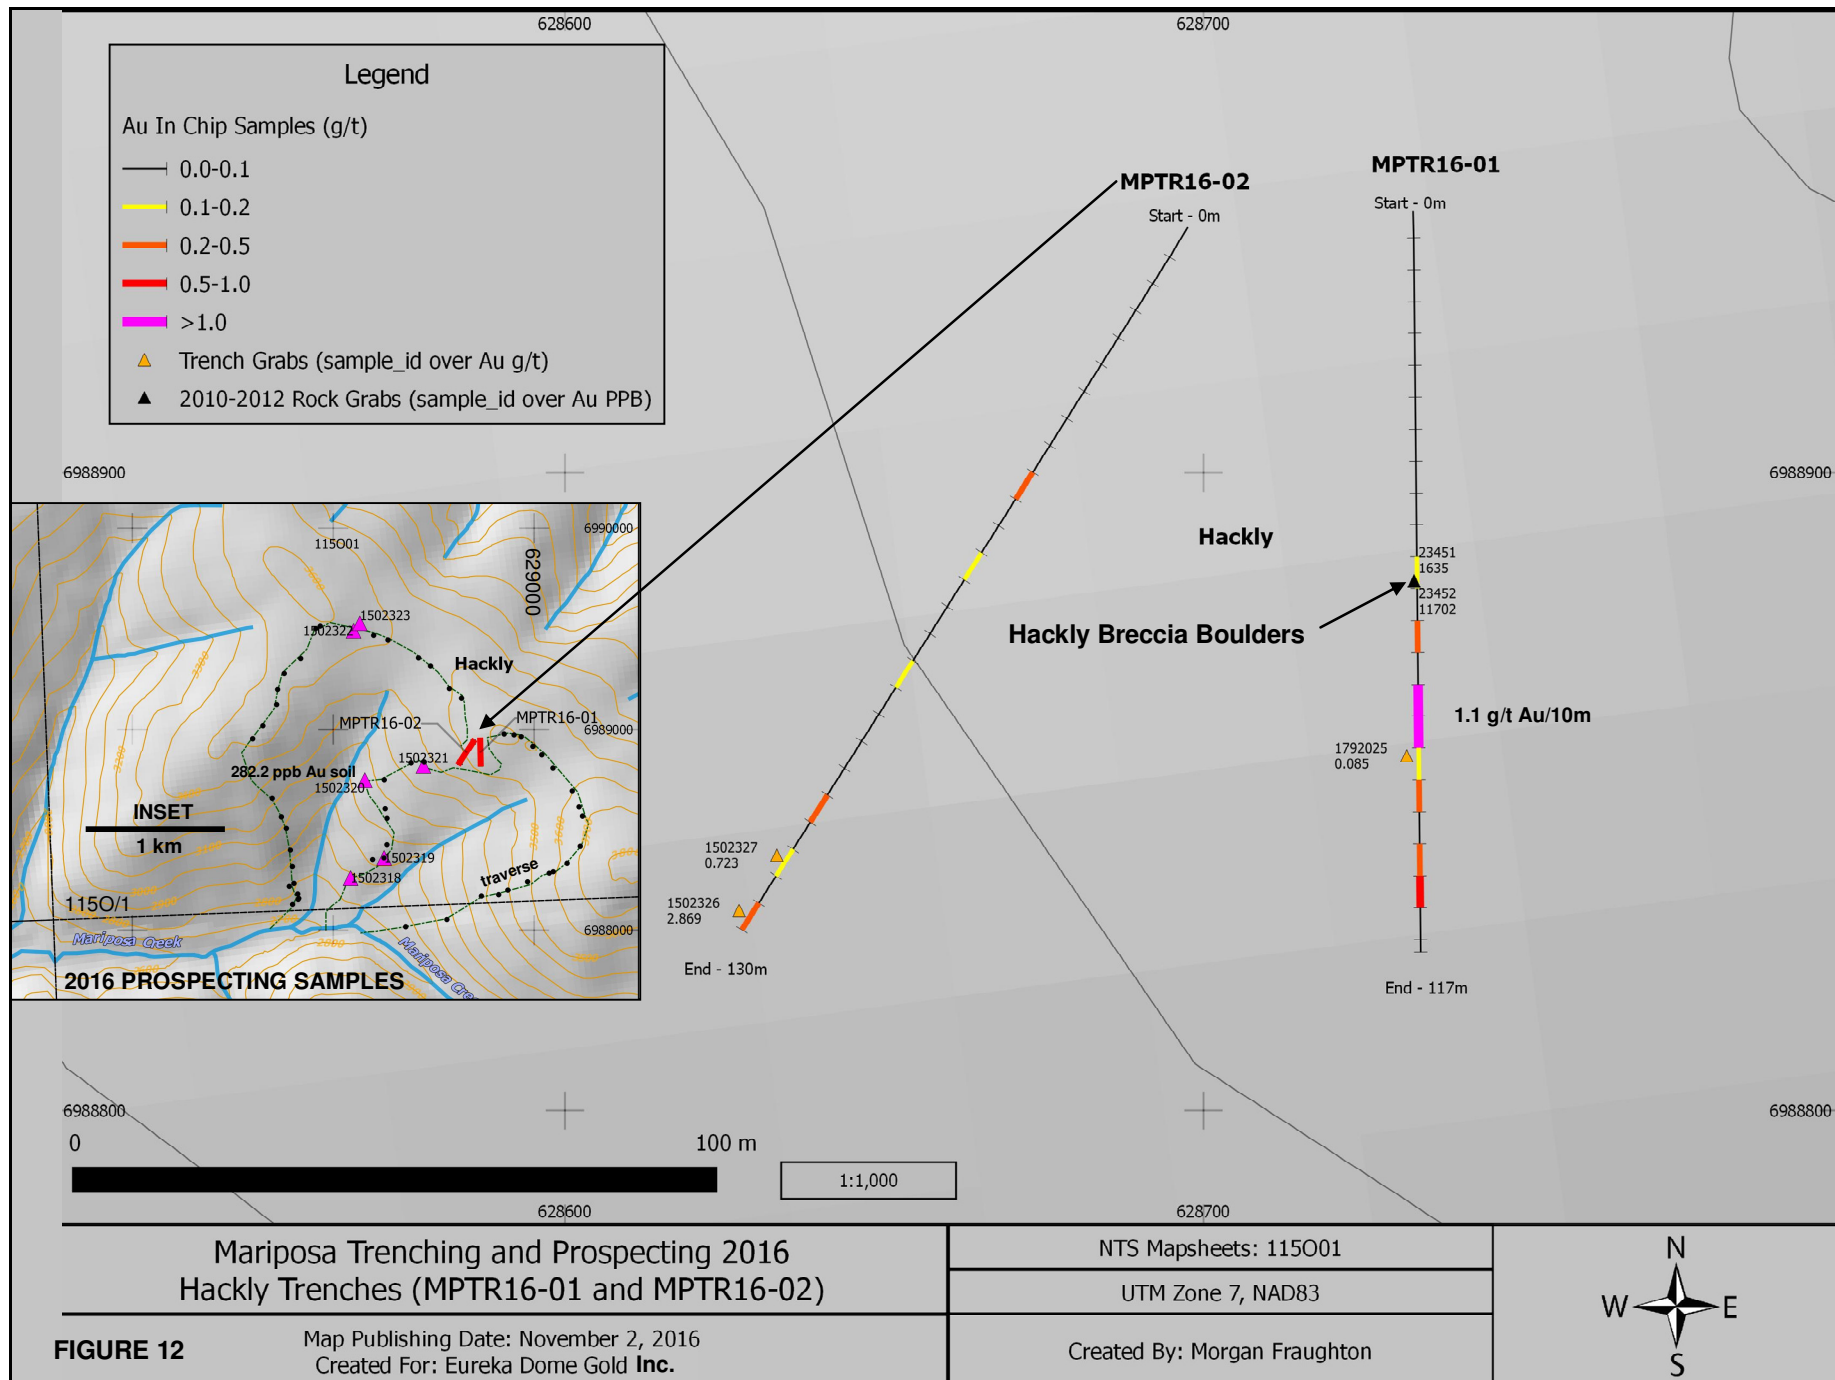 628600
628700
Legend
Au In Chip Samples (g/t)
0.0-0.1
0.1-0.2
0.2-0.5
0.5-1.0
>1.0
Trench Grabs (sample_id over Au g/t)
2010-2012 Rock Grabs (sample_id over Au PPB)
MPTR16-02
Start - 0m
MPTR16-01
Start - 0m
6988900
6988900
Hackly
23451
1635
23452
11702
Hackly Breccia Boulders
1.1 g/t Au/10m
1792025
0.085
1502327
0.723
1502326
2.869
End - 130m
End - 117m
6990000
115O01
629000
1502323
1502322
Hackly
MPTR16-02
MPTR16-01
6989000
1502321
282.2 ppb Au soil
1502320
INSET
1 km
1502319
1502318
traverse
115O/1
6988000
Mariposa Creek
2016 PROSPECTING SAMPLES
6988800
6988800
0
100 m
1:1,000
628600
628700
Mariposa Trenching and Prospecting 2016
Hackly Trenches (MPTR16-01 and MPTR16-02)
NTS Mapsheets: 115O01
UTM Zone 7, NAD83
FIGURE 12
Map Publishing Date: November 2, 2016
Created For: Eureka Dome Gold Inc.
Created By: Morgan Fraughton
N
W
E
S